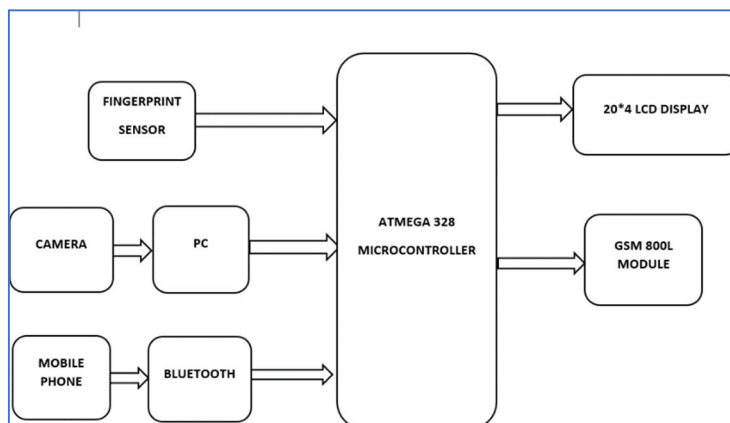 FINGERPRINT
SENSOR
20*4 LCD DISPLAY
ATMEGA 328
MICROCONTROLLER
CAMERA
PC
GSM 800L
MODULE
MOBILE
PHONE
BLUETOOTH